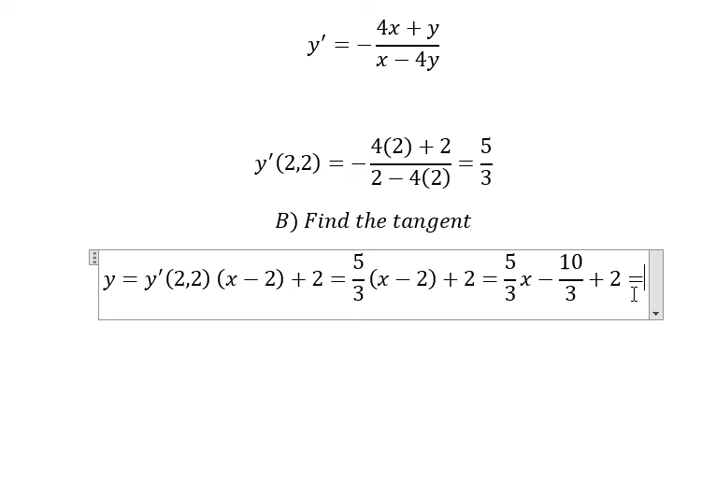 y′ = −(4x + y)/(x − 4y)
y′(2,2) = −(4(2) + 2)/(2 − 4(2)) = 5/3
B) Find the tangent
y = y′(2,2) (x − 2) + 2 = 5/3 (x − 2) + 2 = 5/3 x − 10/3 + 2 =